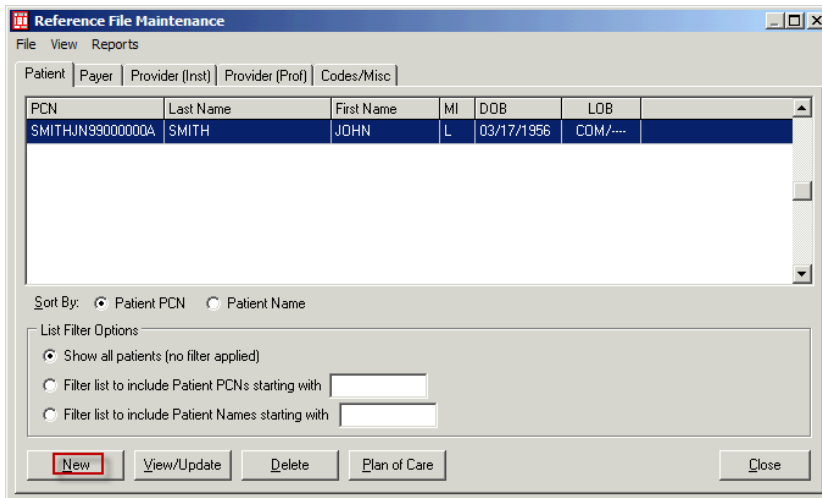 Reference File Maintenance
File View Reports
Patient Payer Provider (Inst) Provider (Prof) Codes/Misc
PCN Last Name First Name MI DOB LOB
SMITHJN99000000A SMITH JOHN L 03/17/1956 COM/----
Sort By: Patient PCN Patient Name
List Filter Options
Show all patients (no filter applied)
Filter list to include Patient PCNs starting with
Filter list to include Patient Names starting with
New View/Update Delete Plan of Care Close